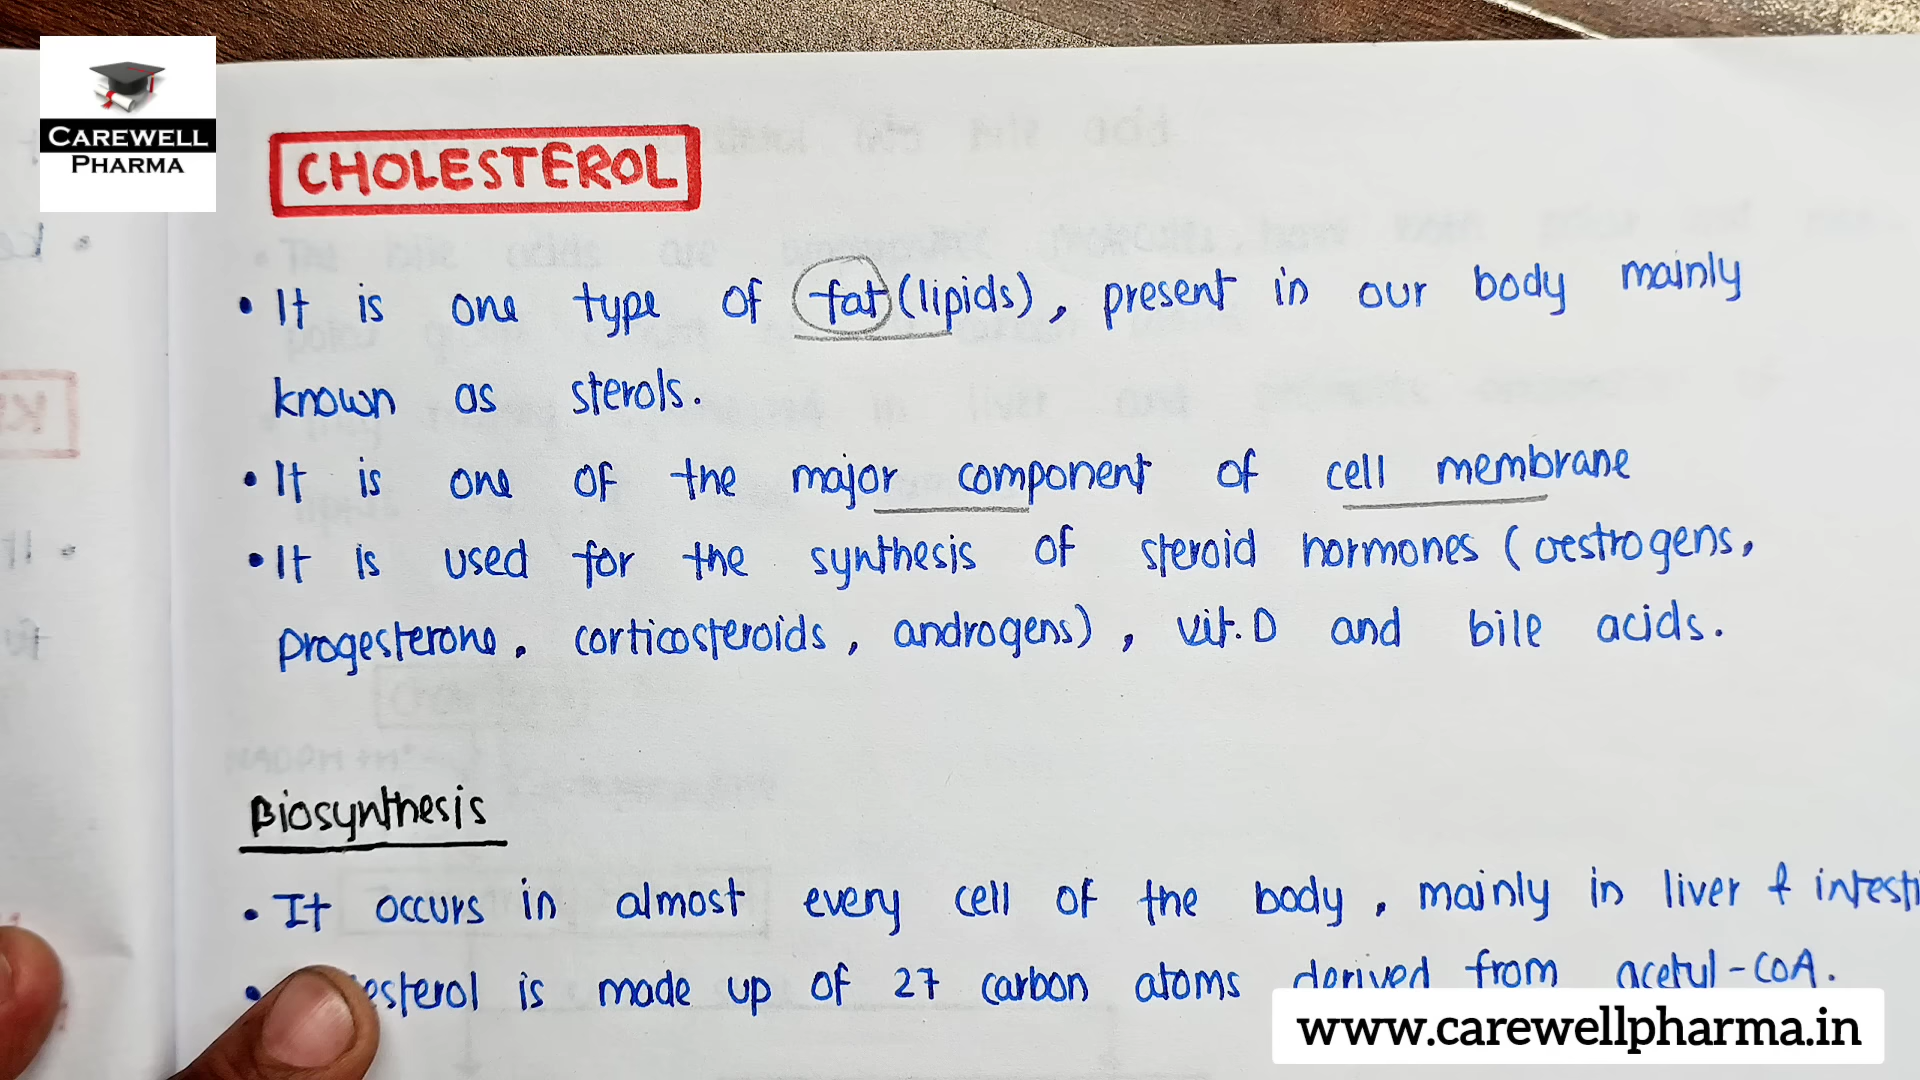 CAREWELL
PHARMA
CHOLESTEROL
• It is one type of fat (lipids), present in our body mainly
known as sterols.
• It is one of the major component of cell membrane
• It is used for the synthesis of steroid hormones (oestrogens,
progesterone, corticosteroids, androgens), vit. D and bile acids.
Biosynthesis
• It occurs in almost every cell of the body, mainly in liver & intesti
• esterol is made up of 27 carbon atoms derived from acetyl-CoA.
www.carewellpharma.in